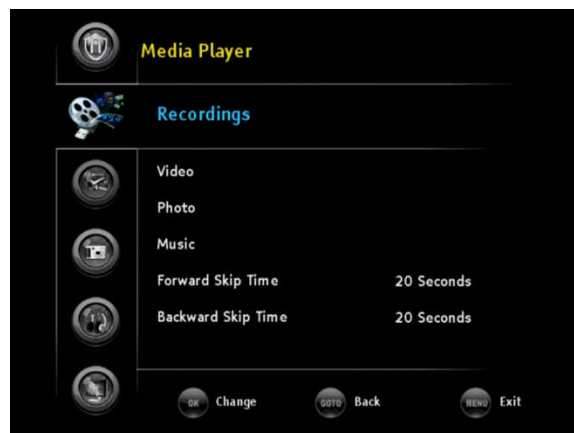 Media Player
Recordings
Video
Photo
Music
Forward Skip Time 20 Seconds
Backward Skip Time 20 Seconds
OK Change GOTO Back MENU Exit